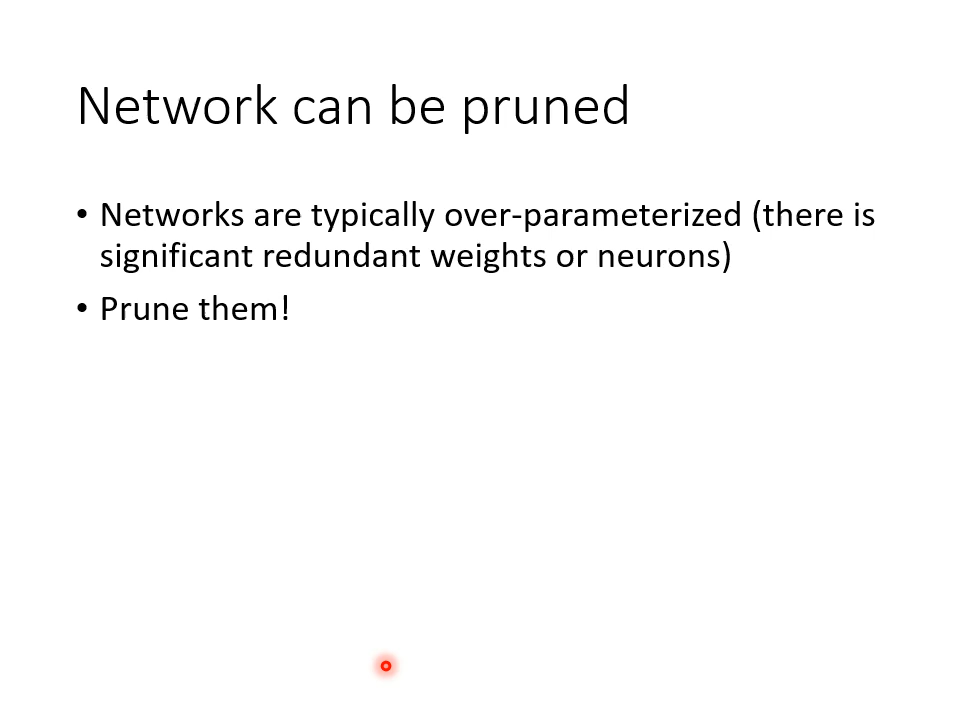 Network can be pruned
• Networks are typically over-parameterized (there is
significant redundant weights or neurons)
• Prune them!